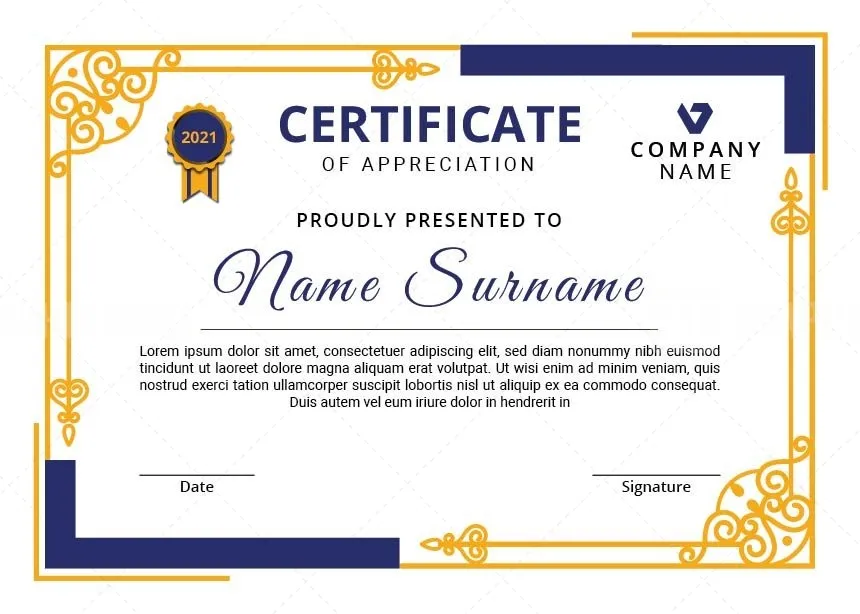 2021
CERTIFICATE
OF APPRECIATION
COMPANY
NAME
PROUDLY PRESENTED TO
Name Surname
Lorem ipsum dolor sit amet, consectetuer adipiscing elit, sed diam nonummy nibh euismod
tincidunt ut laoreet dolore magna aliquam erat volutpat. Ut wisi enim ad minim veniam, quis
nostrud exerci tation ullamcorper suscipit lobortis nisl ut aliquip ex ea commodo consequat.
Duis autem vel eum iriure dolor in hendrerit in
Date
Signature